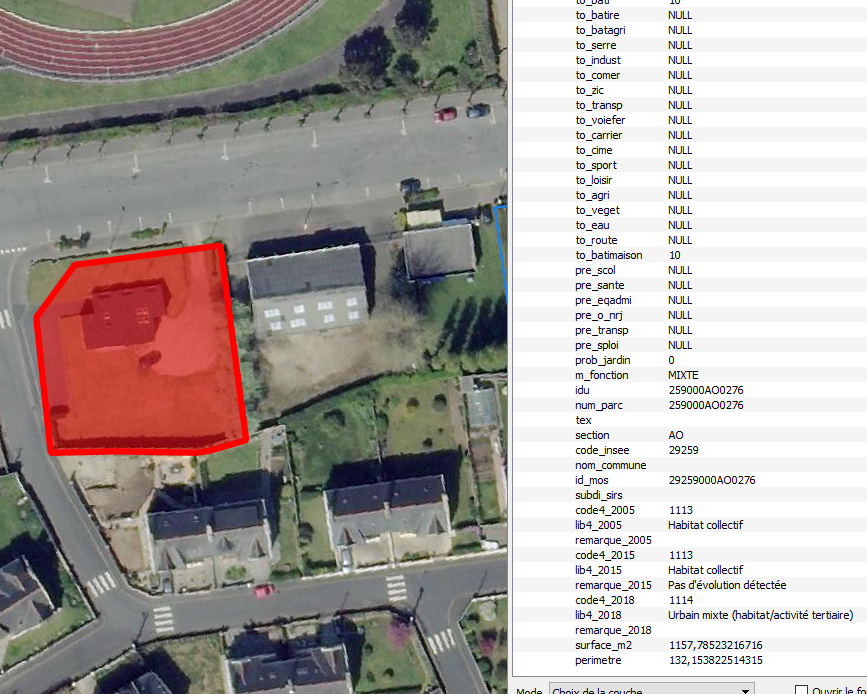 to_bati 10
to_batire NULL
to_batagri NULL
to_serre NULL
to_indust NULL
to_comer NULL
to_zic NULL
to_transp NULL
to_voiefer NULL
to_carrier NULL
to_cime NULL
to_sport NULL
to_loisir NULL
to_agri NULL
to_veget NULL
to_eau NULL
to_route NULL
to_batimaison 10
pre_scol NULL
pre_sante NULL
pre_eqadmi NULL
pre_o_nrj NULL
pre_transp NULL
pre_sploi NULL
prob_jardin 0
m_fonction MIXTE
idu 259000AO0276
num_parc 259000AO0276
tex
section AO
code_insee 29259
nom_commune
id_mos 29259000AO0276
subdi_sirs
code4_2005 1113
lib4_2005 Habitat collectif
remarque_2005
code4_2015 1113
lib4_2015 Habitat collectif
remarque_2015 Pas d'évolution détectée
code4_2018 1114
lib4_2018 Urbain mixte (habitat/activité tertiaire)
remarque_2018
surface_m2 1157,78523216716
perimetre 132,153822514315
Mode Choix de la couche Ouvrir le fo